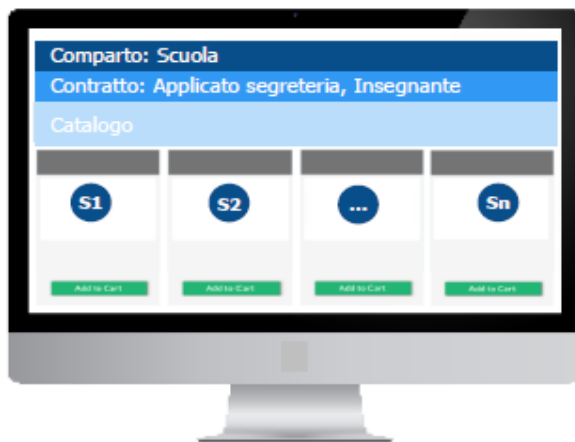 Comparto: Scuola
Contratto: Applicato segreteria, Insegnante
Catalogo
S1 S2 ... Sn
Add to Cart Add to Cart Add to Cart Add to Cart